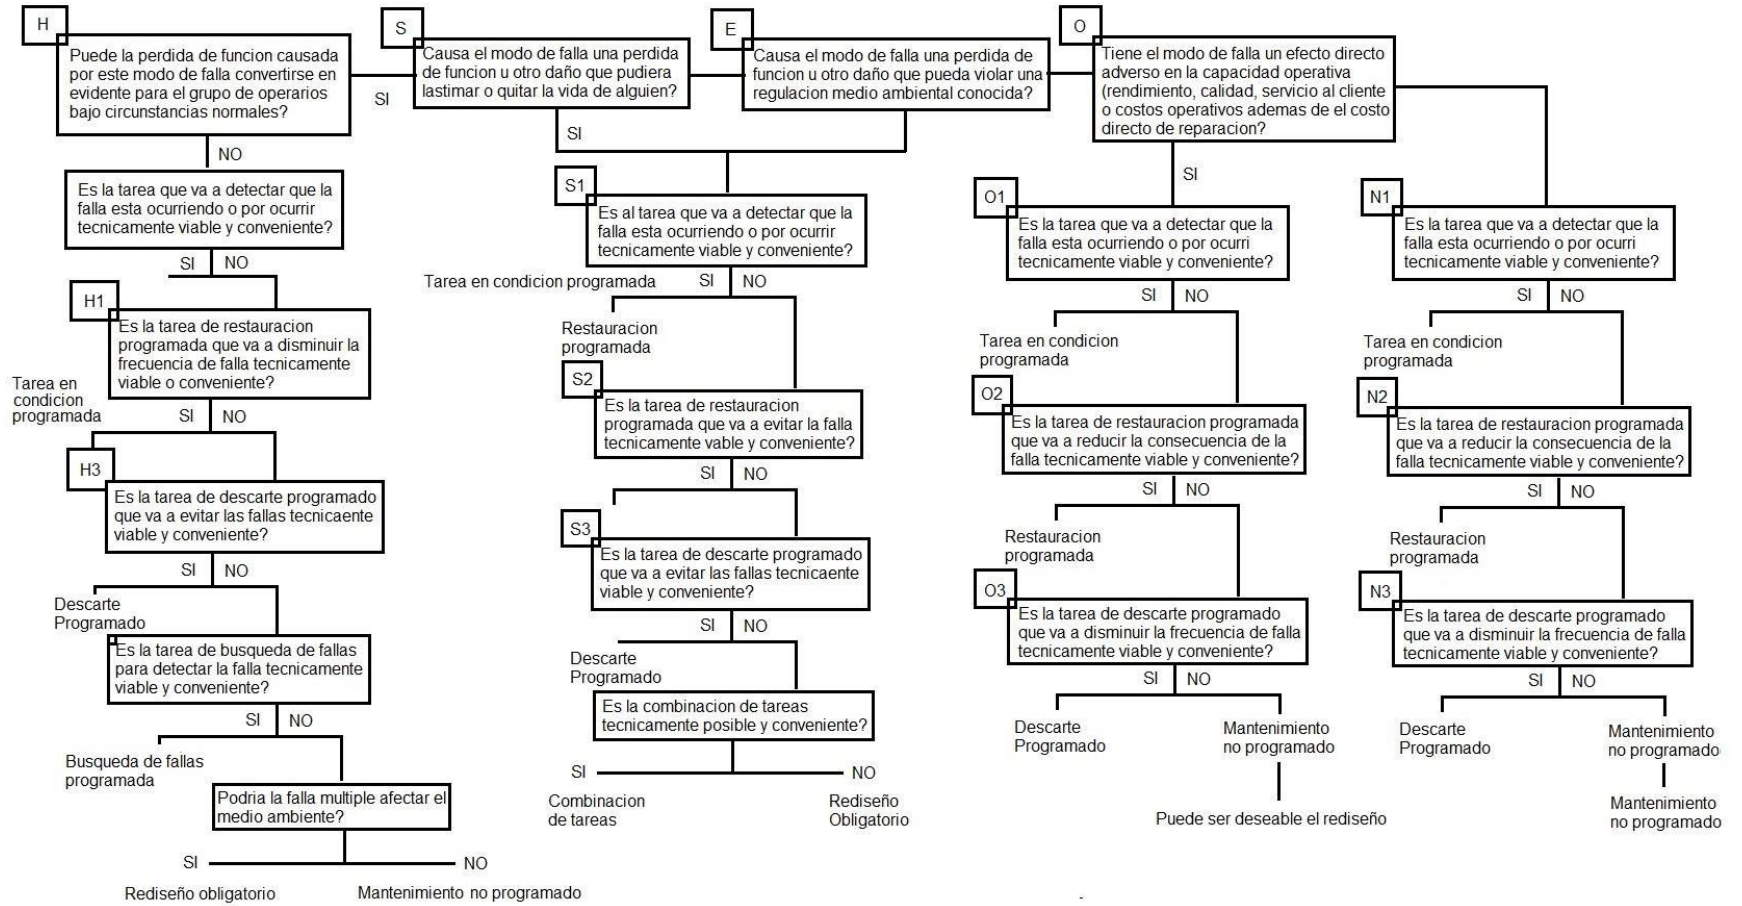 H
Puede la perdida de funcion causada
por este modo de falla convertirse en
evidente para el grupo de operarios
bajo circunstancias normales?
SI
NO
Es la tarea que va a detectar que la
falla esta ocurriendo o por ocurrir
tecnicamente viable y conveniente?
SI NO
H1
Es la tarea de restauracion
programada que va a disminuir la
frecuencia de falla tecnicamente
viable o conveniente?
Tarea en
condicion
programada
SI NO
H3
Es la tarea de descarte programado
que va a evitar las fallas tecnicaente
viable y conveniente?
SI NO
Descarte
Programado
Es la tarea de busqueda de fallas
para detectar la falla tecnicamente
viable y conveniente?
SI NO
Busqueda de fallas
programada
Podria la falla multiple afectar el
medio ambiente?
SI NO
Rediseño obligatorio
Mantenimiento no programado
S
Causa el modo de falla una perdida
de funcion u otro daño que pudiera
lastimar o quitar la vida de alguien?
E
Causa el modo de falla una perdida de
funcion u otro daño que pueda violar una
regulacion medio ambiental conocida?
SI
S1
Es al tarea que va a detectar que la
falla esta ocurriendo o por ocurrir
tecnicamente viable y conveniente?
Tarea en condicion programada
SI NO
Restauracion
programada
S2
Es la tarea de restauracion
programada que va a evitar la falla
tecnicamente vable y conveniente?
SI NO
S3
Es la tarea de descarte programado
que va a evitar las fallas tecnicaente
viable y conveniente?
SI NO
Descarte
Programado
Es la combinacion de tareas
tecnicamente posible y conveniente?
SI NO
Combinacion
de tareas
Rediseño
Obligatorio
O
Tiene el modo de falla un efecto directo
adverso en la capacidad operativa
(rendimiento, calidad, servicio al cliente
o costos operativos ademas de el costo
directo de reparacion?
SI
O1
Es la tarea que va a detectar que la
falla esta ocurriendo o por ocurri
tecnicamente viable y conveniente?
SI NO
Tarea en condicion
programada
O2
Es la tarea de restauracion programada
que va a reducir la consecuencia de la
falla tecnicamente viable y conveniente?
SI NO
Restauracion
programada
O3
Es la tarea de descarte programado
que va a disminuir la frecuencia de falla
tecnicamente viable y conveniente?
SI NO
Descarte
Programado
Mantenimiento
no programado
Puede ser deseable el rediseño
N1
Es la tarea que va a detectar que la
falla esta ocurriendo o por ocurri
tecnicamente viable y conveniente?
SI NO
Tarea en condicion
programada
N2
Es la tarea de restauracion programada
que va a reducir la consecuencia de la
falla tecnicamente viable y conveniente?
SI NO
Restauracion
programada
N3
Es la tarea de descarte programado
que va a disminuir la frecuencia de falla
tecnicamente viable y conveniente?
SI NO
Descarte
Programado
Mantenimiento
no programado
Mantenimiento
no programado